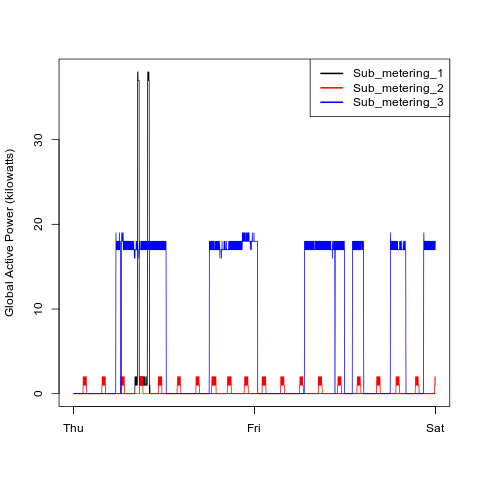 Sub_metering_1
Sub_metering_2
Sub_metering_3
Global Active Power (kilowatts)
30
20
10
0
Thu Fri Sat